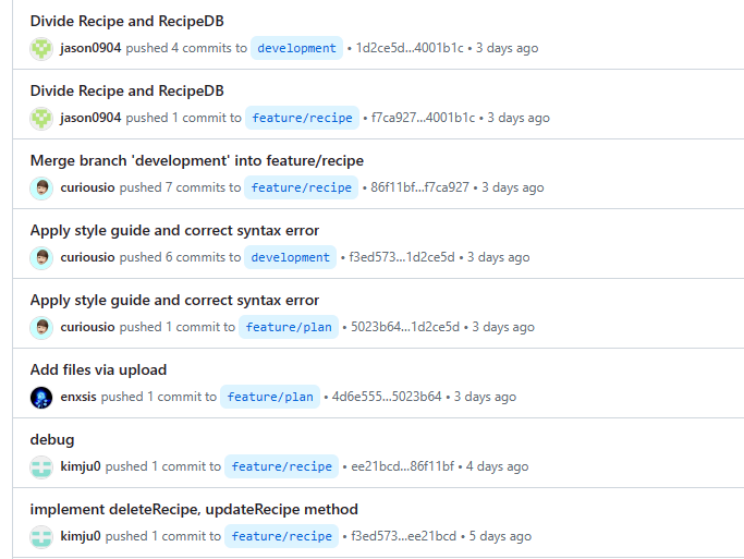 Divide Recipe and RecipeDB
jason0904 pushed 4 commits to development • 1d2ce5d...4001b1c • 3 days ago
Divide Recipe and RecipeDB
jason0904 pushed 1 commit to feature/recipe • f7ca927...4001b1c • 3 days ago
Merge branch 'development' into feature/recipe
curiousio pushed 7 commits to feature/recipe • 86f11bf...f7ca927 • 3 days ago
Apply style guide and correct syntax error
curiousio pushed 6 commits to development • f3ed573...1d2ce5d • 3 days ago
Apply style guide and correct syntax error
curiousio pushed 1 commit to feature/plan • 5023b64...1d2ce5d • 3 days ago
Add files via upload
enxsis pushed 1 commit to feature/plan • 4d6e555...5023b64 • 3 days ago
debug
kimju0 pushed 1 commit to feature/recipe • ee21bcd...86f11bf • 4 days ago
implement deleteRecipe, updateRecipe method
kimju0 pushed 1 commit to feature/recipe • f3ed573...ee21bcd • 5 days ago